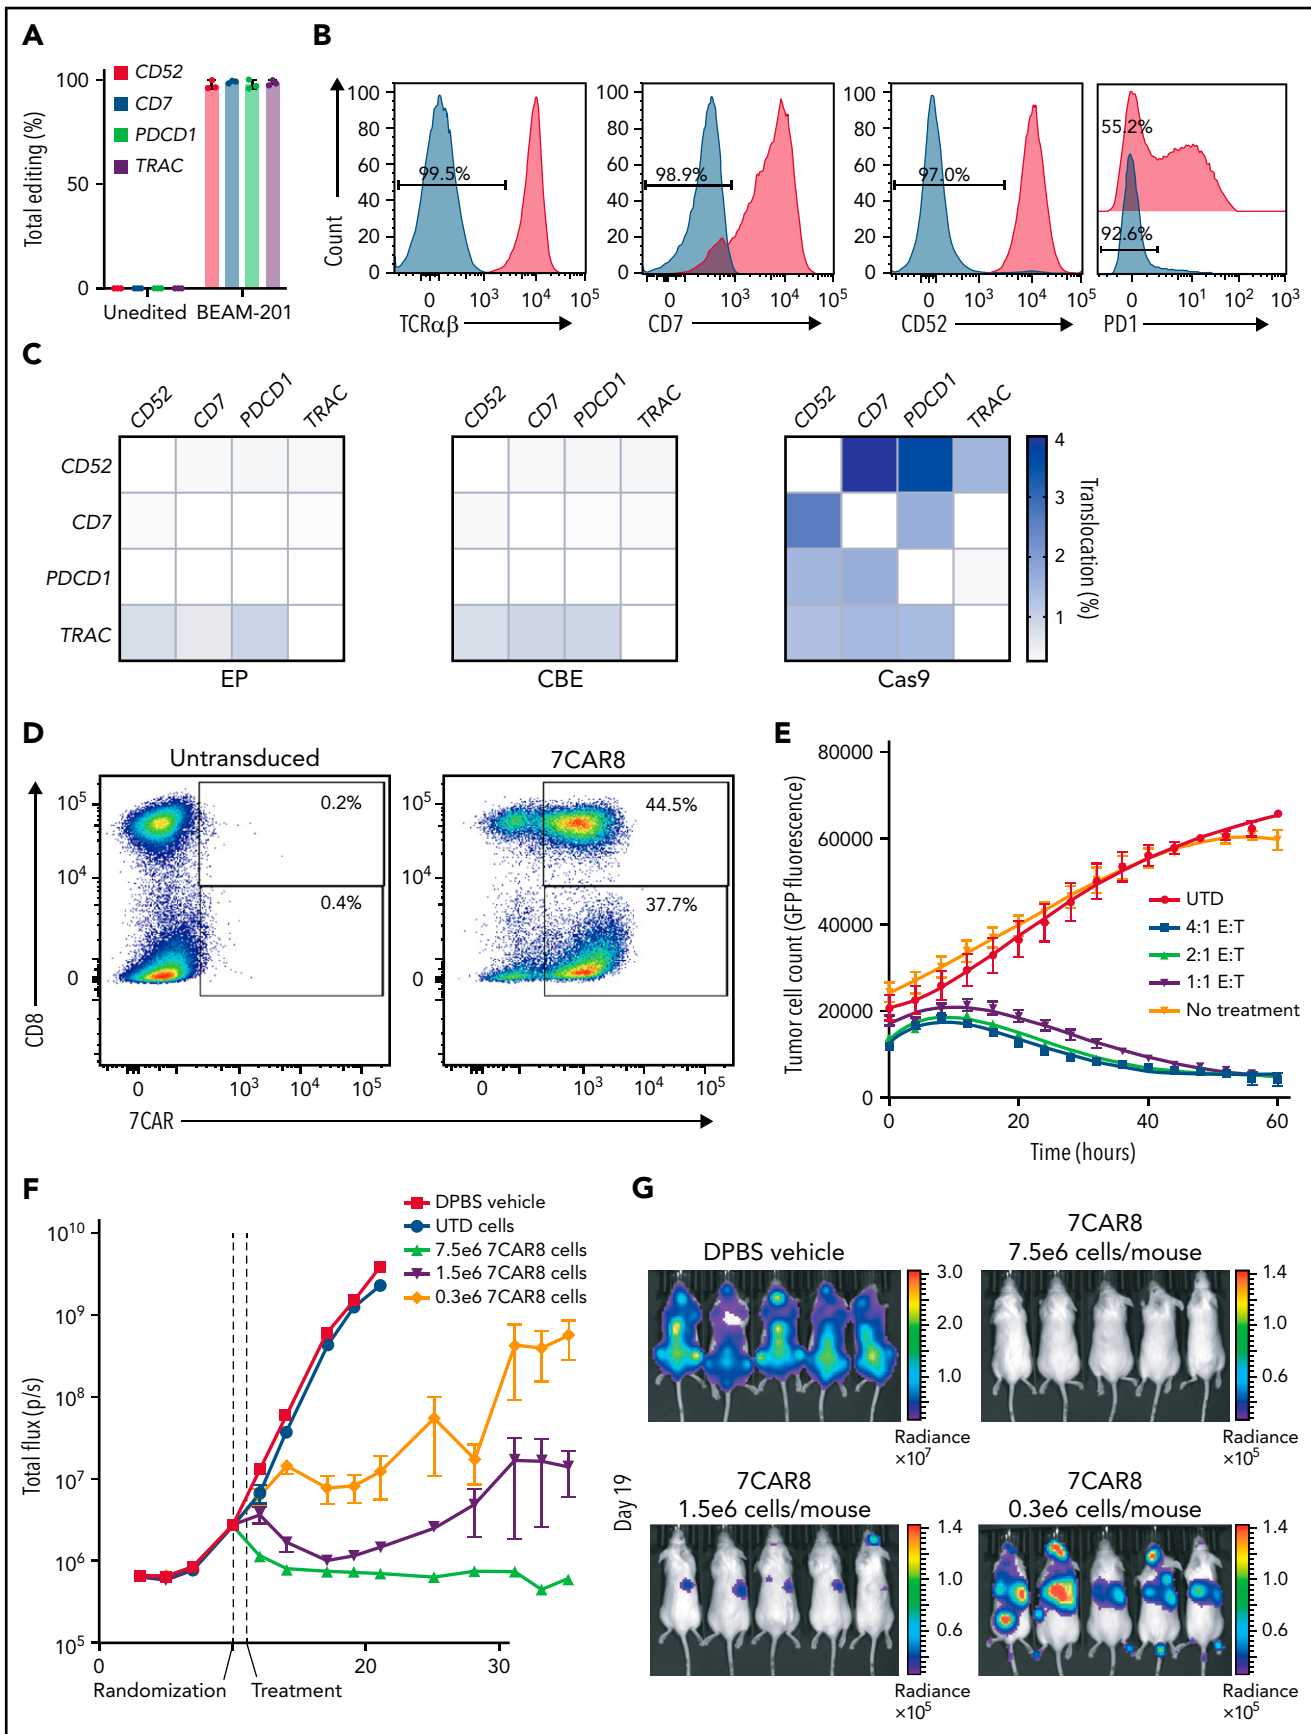 A
Total editing (%)
100
50
0
CD52
CD7
PDCD1
TRAC
Unedited
BEAM-201
B
Count
100
80
60
40
20
0
99.5%
0
10³
10⁴
10⁵
TCRαβ
100
80
60
40
20
0
98.9%
0
10³
10⁴
10⁵
CD7
100
80
60
40
20
0
97.0%
0
10³
10⁴
10⁵
CD52
55.2%
92.6%
0
10¹
10²
10³
PD1
C
CD52
CD7
PDCD1
TRAC
CD52
CD7
PDCD1
TRAC
CD52
CD7
PDCD1
TRAC
CD52
CD7
PDCD1
TRAC
EP
CBE
Cas9
4
3
2
1
Translocation (%)
D
Untransduced
7CAR8
10⁵
10⁴
0
0.2%
0.4%
0
10³
10⁴
10⁵
10⁵
10⁴
0
44.5%
37.7%
0
10³
10⁴
10⁵
CD8
7CAR
E
Tumor cell count (GFP fluorescence)
80000
60000
40000
20000
0
UTD
4:1 E:T
2:1 E:T
1:1 E:T
No treatment
0
20
40
60
Time (hours)
F
Total flux (p/s)
10¹⁰
10⁹
10⁸
10⁷
10⁶
10⁵
DPBS vehicle
UTD cells
7.5e6 7CAR8 cells
1.5e6 7CAR8 cells
0.3e6 7CAR8 cells
0
20
30
Randomization
Treatment
G
Day 19
DPBS vehicle
3.0
2.0
1.0
Radiance
×10⁷
7CAR8
7.5e6 cells/mouse
1.4
1.0
0.6
Radiance
×10⁵
7CAR8
1.5e6 cells/mouse
1.4
1.0
0.6
Radiance
×10⁵
7CAR8
0.3e6 cells/mouse
1.4
1.0
0.6
Radiance
×10⁵